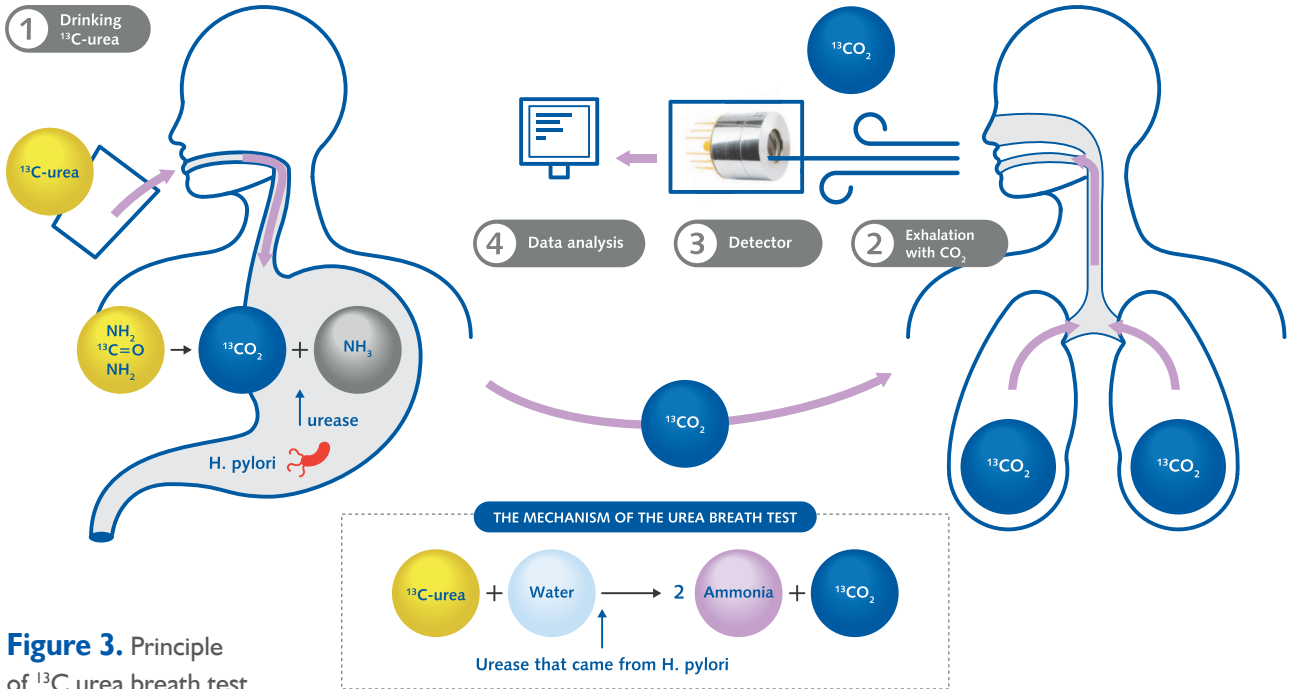 1 Drinking
¹³C-urea
¹³CO₂
¹³C-urea
4 Data analysis
3 Detector
2 Exhalation
with CO₂
NH₂
¹³C=O
NH₂
¹³CO₂
+
NH₃
urease
H. pylori
¹³CO₂
¹³CO₂
¹³CO₂
THE MECHANISM OF THE UREA BREATH TEST
¹³C-urea + Water 2 Ammonia + ¹³CO₂
Urease that came from H. pylori
Figure 3. Principle
of ¹³C urea breath test